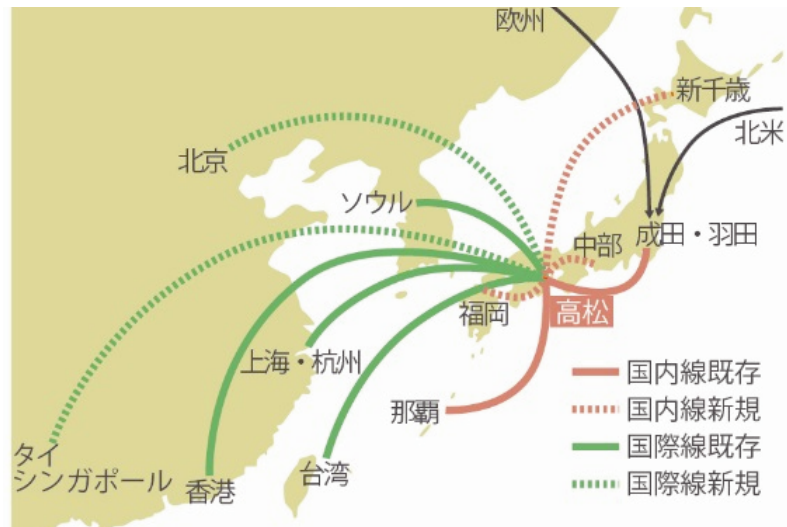 欧州
新千歳
北米
北京
ソウル
成田・羽田
中部
福岡
高松
上海・杭州
国内線既存
那覇
国内線新規
国際線既存
タイ
シンガポール
香港
台湾
国際線新規